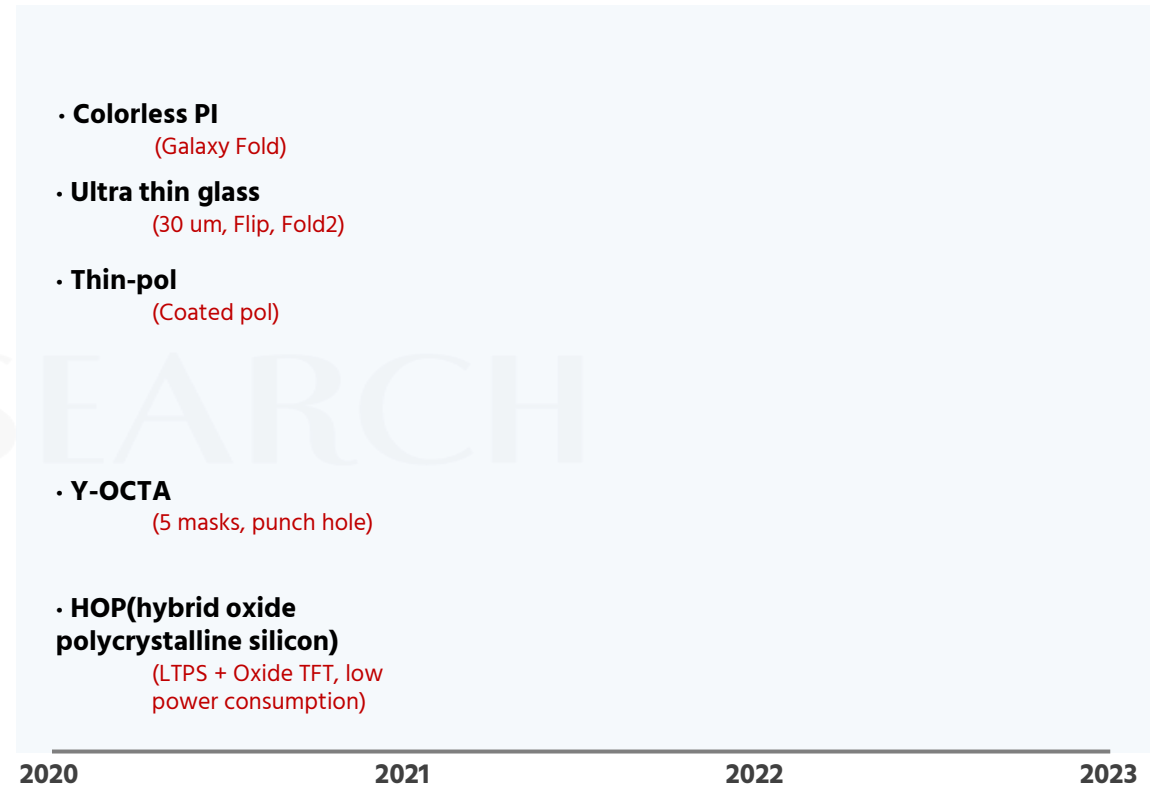 · Colorless PI
(Galaxy Fold)
· Ultra thin glass
(30 um, Flip, Fold2)
· Thin-pol
(Coated pol)
SEARCH
· Y-OCTA
(5 masks, punch hole)
· HOP(hybrid oxide
polycrystalline silicon)
(LTPS + Oxide TFT, low
power consumption)
2020 2021 2022 2023